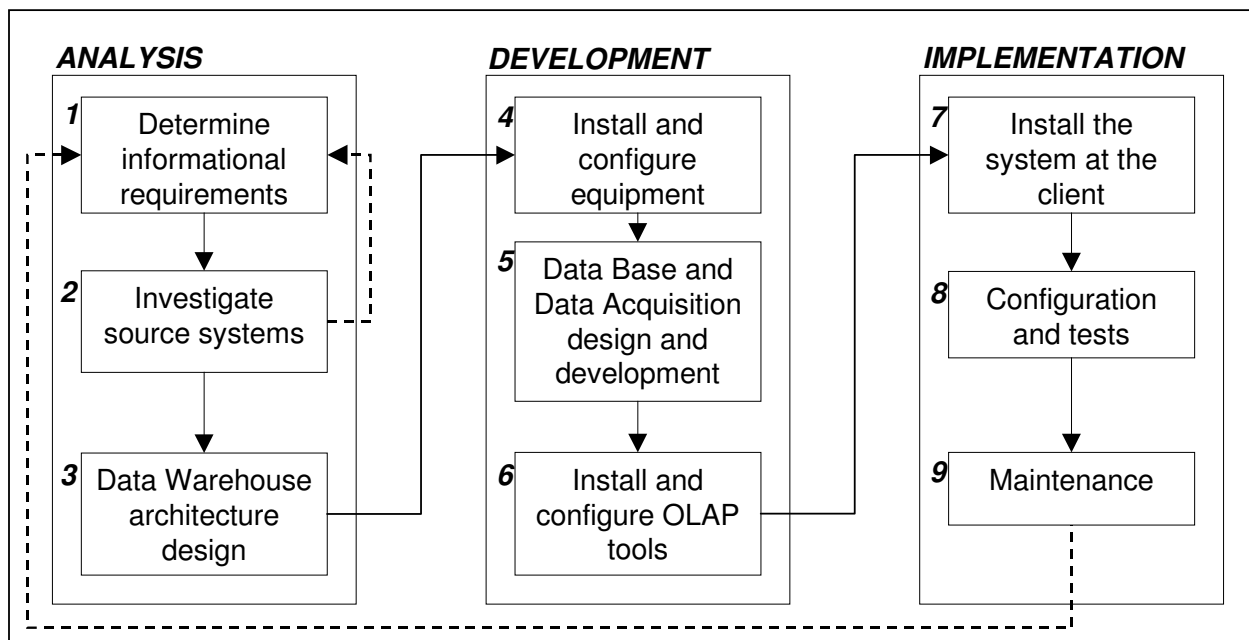 ANALYSIS
1
Determine
informational
requirements
2
Investigate
source systems
3
Data Warehouse
architecture
design
DEVELOPMENT
4
Install and
configure
equipment
5
Data Base and
Data Acquisition
design and
development
6
Install and
configure OLAP
tools
IMPLEMENTATION
7
Install the
system at the
client
8
Configuration
and tests
9
Maintenance